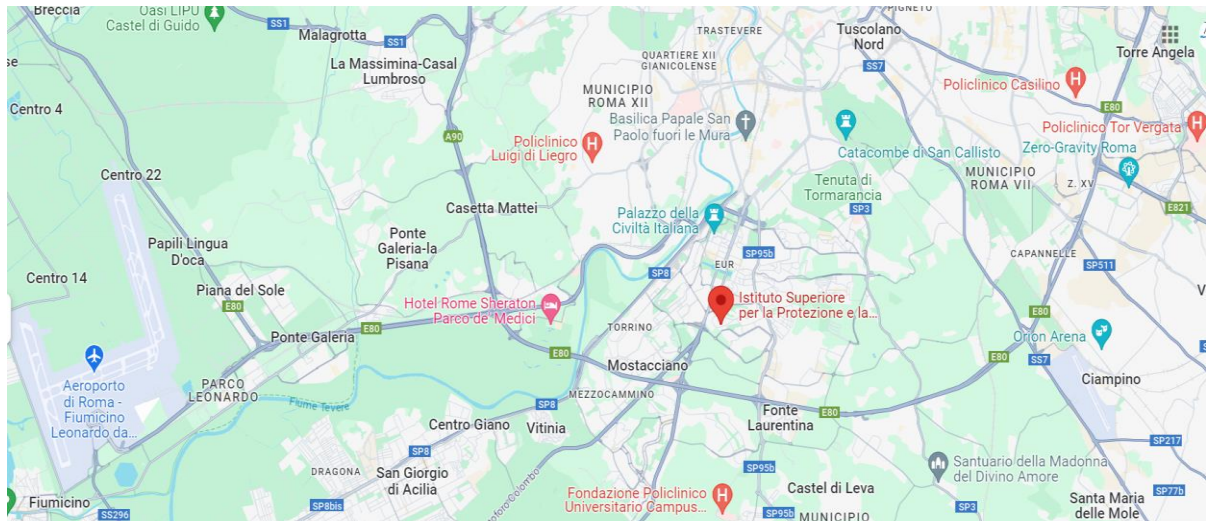 Breccia
Oasi LIPU
Castel di Guido
Malagrotta
SS1
SS1
La Massimina-Casal
Lumbroso
TRASTEVERE
QUARTIERE XII
GIANICOLENSE
PIGNETO
Tuscolano
Nord
SS7
Torre Angela
Centro 4
MUNICIPIO
ROMA XII
Policlinico Casilino
E80
A90
Policlinico
Luigi di Liegro
Basilica Papale San
Paolo fuori le Mura
Catacombe di San Callisto
Policlinico Tor Vergata
Zero-Gravity Roma
Centro 22
MUNICIPIO
ROMA VII
Z. XV
Tenuta di
Tormarancia
SP3
E821
Casetta Mattei
Palazzo della
Civiltà Italiana
Papili Lingua
D'oca
Ponte
Galeria-la
Pisana
SP95b
CAPANNELLE
SP511
Centro 14
SP8
EUR
Piana del Sole
E80
Hotel Rome Sheraton
Parco de' Medici
Istituto Superiore
per la Protezione e la...
E80
Ponte Galeria
TORRINO
Orion Arena
E80
E80
SS7
Mostacciano
Ciampino
Aeroporto
di Roma -
Fiumicino
Leonardo da...
PARCO
LEONARDO
Fiume Tevere
MEZZOCAMMINO
SP8
Fonte
Laurentina
E80
Centro Giano
Vitinia
SP8
SP217
DRAGONA
San Giorgio
di Acilia
SP95b
Santuario della Madonna
del Divino Amore
Fiumicino
SP8bis
SS296
Fondazione Policlinico
Universitario Campus...
Castel di Leva
SP95b
MUNICIPIO
SP3
SP77b
Santa Maria
delle Mole